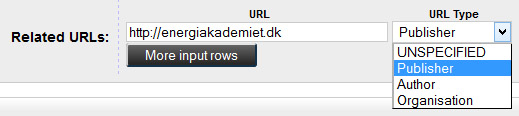 URL URL Type
Related URLs: http://energiakademiet.dk Publisher
More input rows UNSPECIFIED
Publisher
Author
Organisation